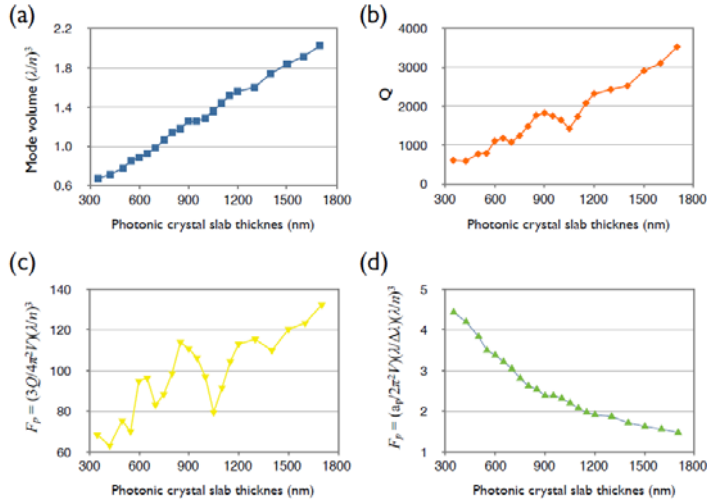 (a)
Mode volume (λ/n)³
2.2
1.8
1.4
1.0
0.6
300 600 900 1200 1500 1800
Photonic crystal slab thicknes (nm)
(b)
Q
4000
3000
2000
1000
0
300 600 900 1200 1500 1800
Photonic crystal slab thicknes (nm)
(c)
F_P = (3Q/4π²V)(λ/n)³
140
120
100
80
60
300 600 900 1200 1500 1800
Photonic crystal slab thicknes (nm)
(d)
F_P = (a_p/2π²V)(λ/Δλ)(λ/n)³
5
4
3
2
1
300 600 900 1200 1500 1800
Photonic crystal slab thicknes (nm)